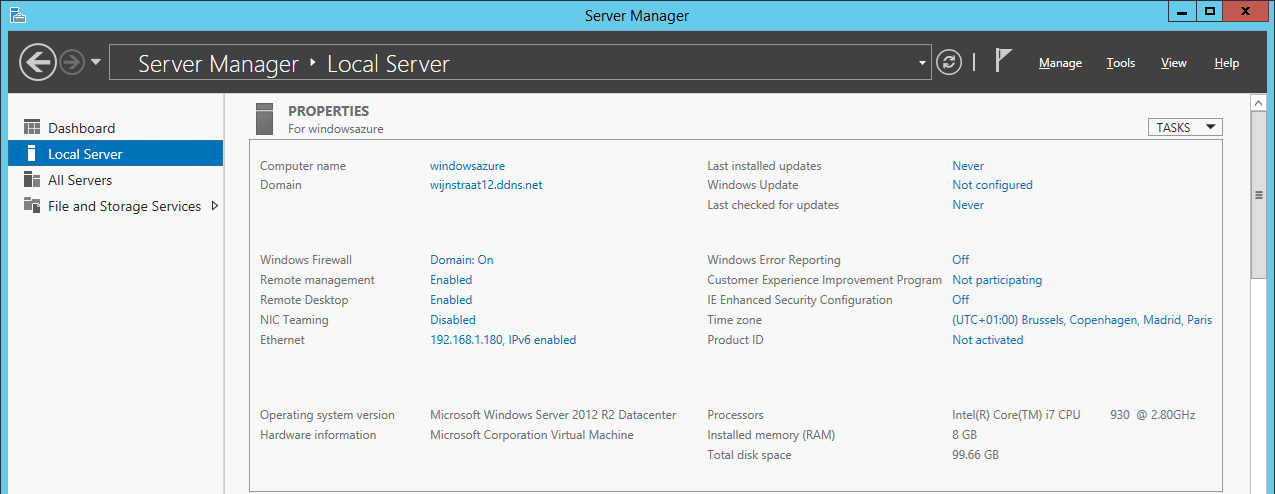 Server Manager
Server Manager ‣ Local Server
Manage Tools View Help
Dashboard
Local Server
All Servers
File and Storage Services
PROPERTIES
For windowsazure
TASKS
Computer name windowsazure Last installed updates Never
Domain wijnstraat12.ddns.net Windows Update Not configured
Last checked for updates Never
Windows Firewall Domain: On Windows Error Reporting Off
Remote management Enabled Customer Experience Improvement Program Not participating
Remote Desktop Enabled IE Enhanced Security Configuration Off
NIC Teaming Disabled Time zone (UTC+01:00) Brussels, Copenhagen, Madrid, Paris
Ethernet 192.168.1.180, IPv6 enabled Product ID Not activated
Operating system version Microsoft Windows Server 2012 R2 Datacenter Processors Intel(R) Core(TM) i7 CPU 930 @ 2.80GHz
Hardware information Microsoft Corporation Virtual Machine Installed memory (RAM) 8 GB
Total disk space 99.66 GB